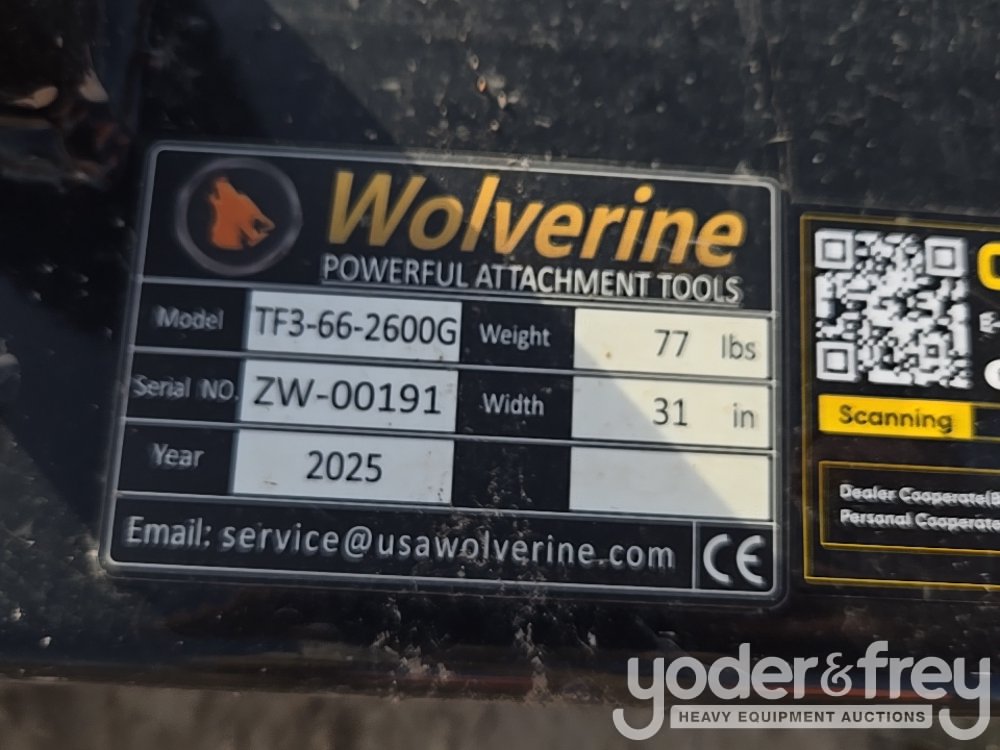 Wolverine
POWERFUL ATTACHMENT TOOLS
Model TF3-66-2600G Weight 77 lbs
Serial NO. ZW-00191 Width 31 in
Year 2025
Email: service@usawolverine.com CE
Scanning
Dealer Cooperate(B
Personal Cooperate
yoder&frey
HEAVY EQUIPMENT AUCTIONS